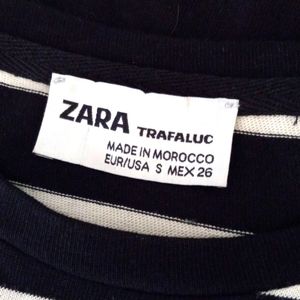 ZARA TRAFALUC
MADE IN MOROCCO
EUR/USA S MEX 26